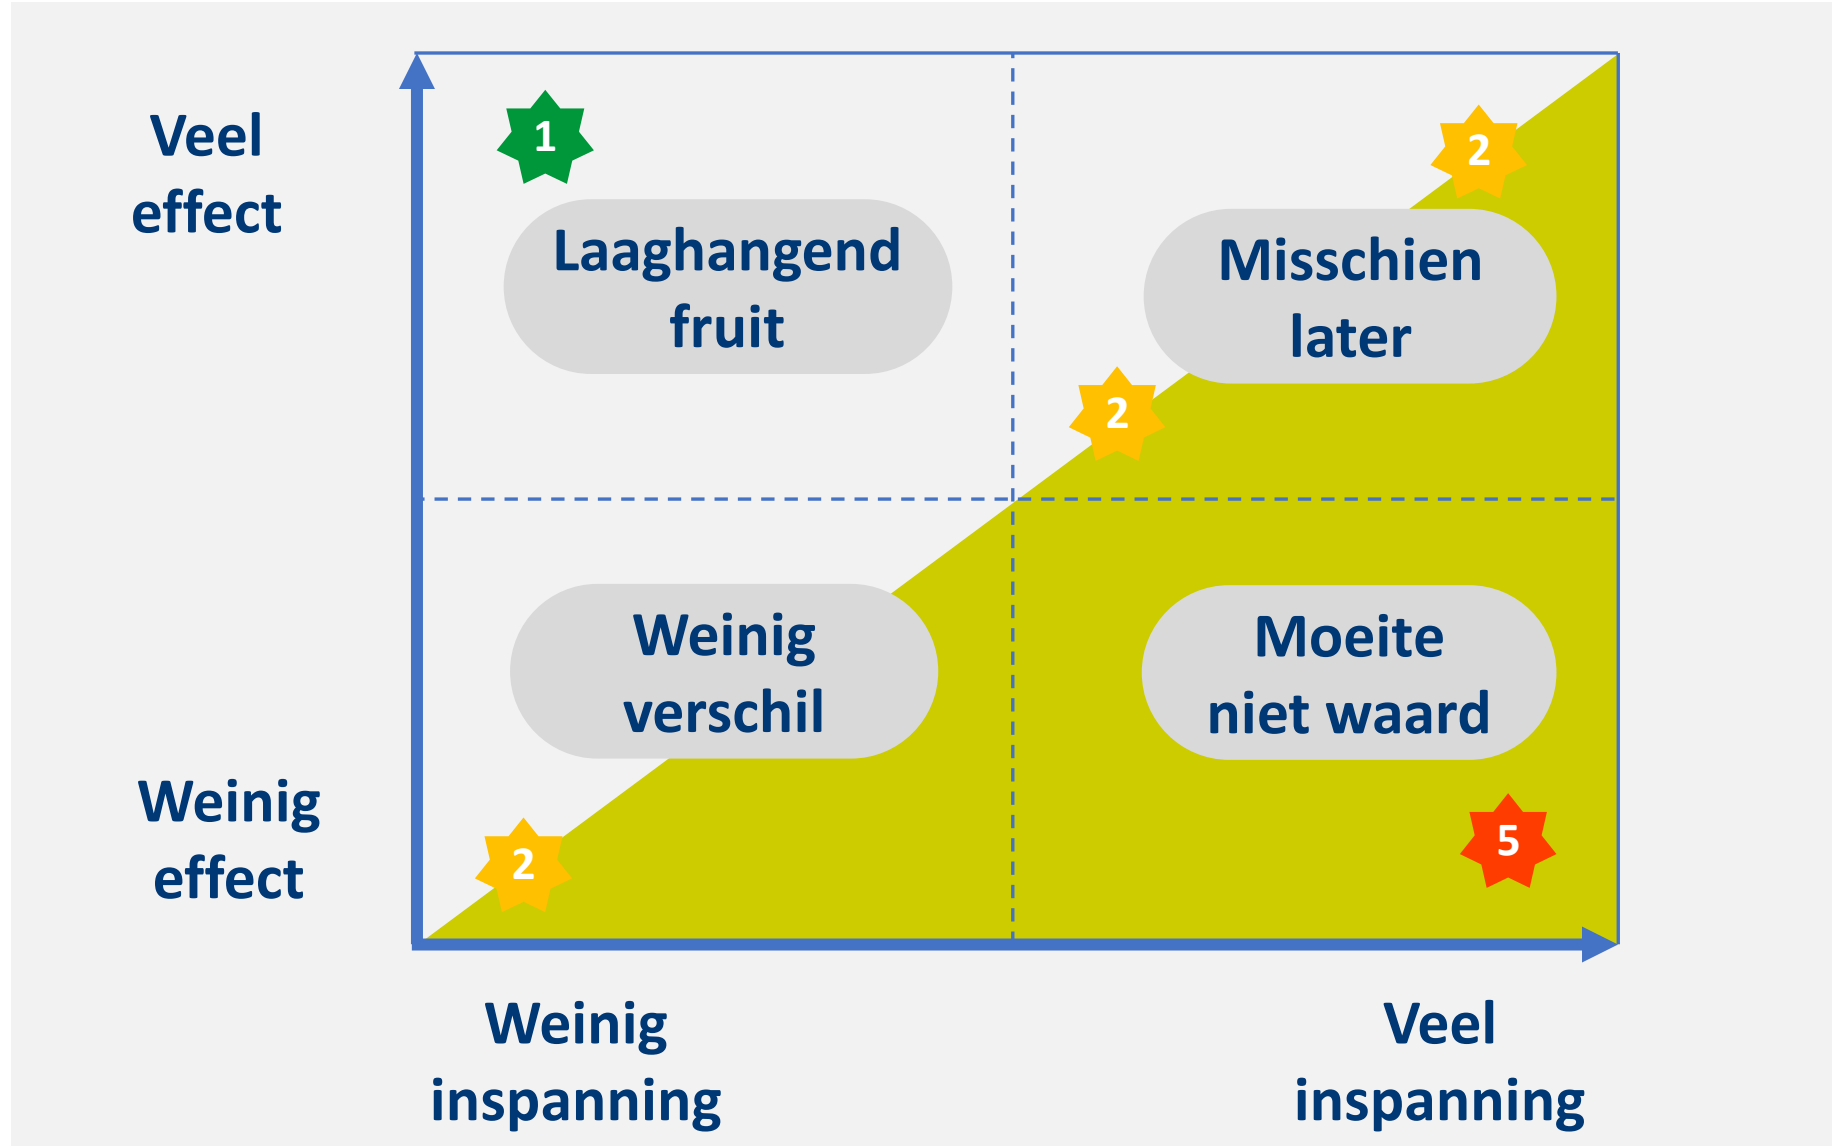 Veel
effect
1
2
Laaghangend
fruit
Misschien
later
2
Weinig
verschil
Moeite
niet waard
Weinig
effect
2
5
Weinig
inspanning
Veel
inspanning